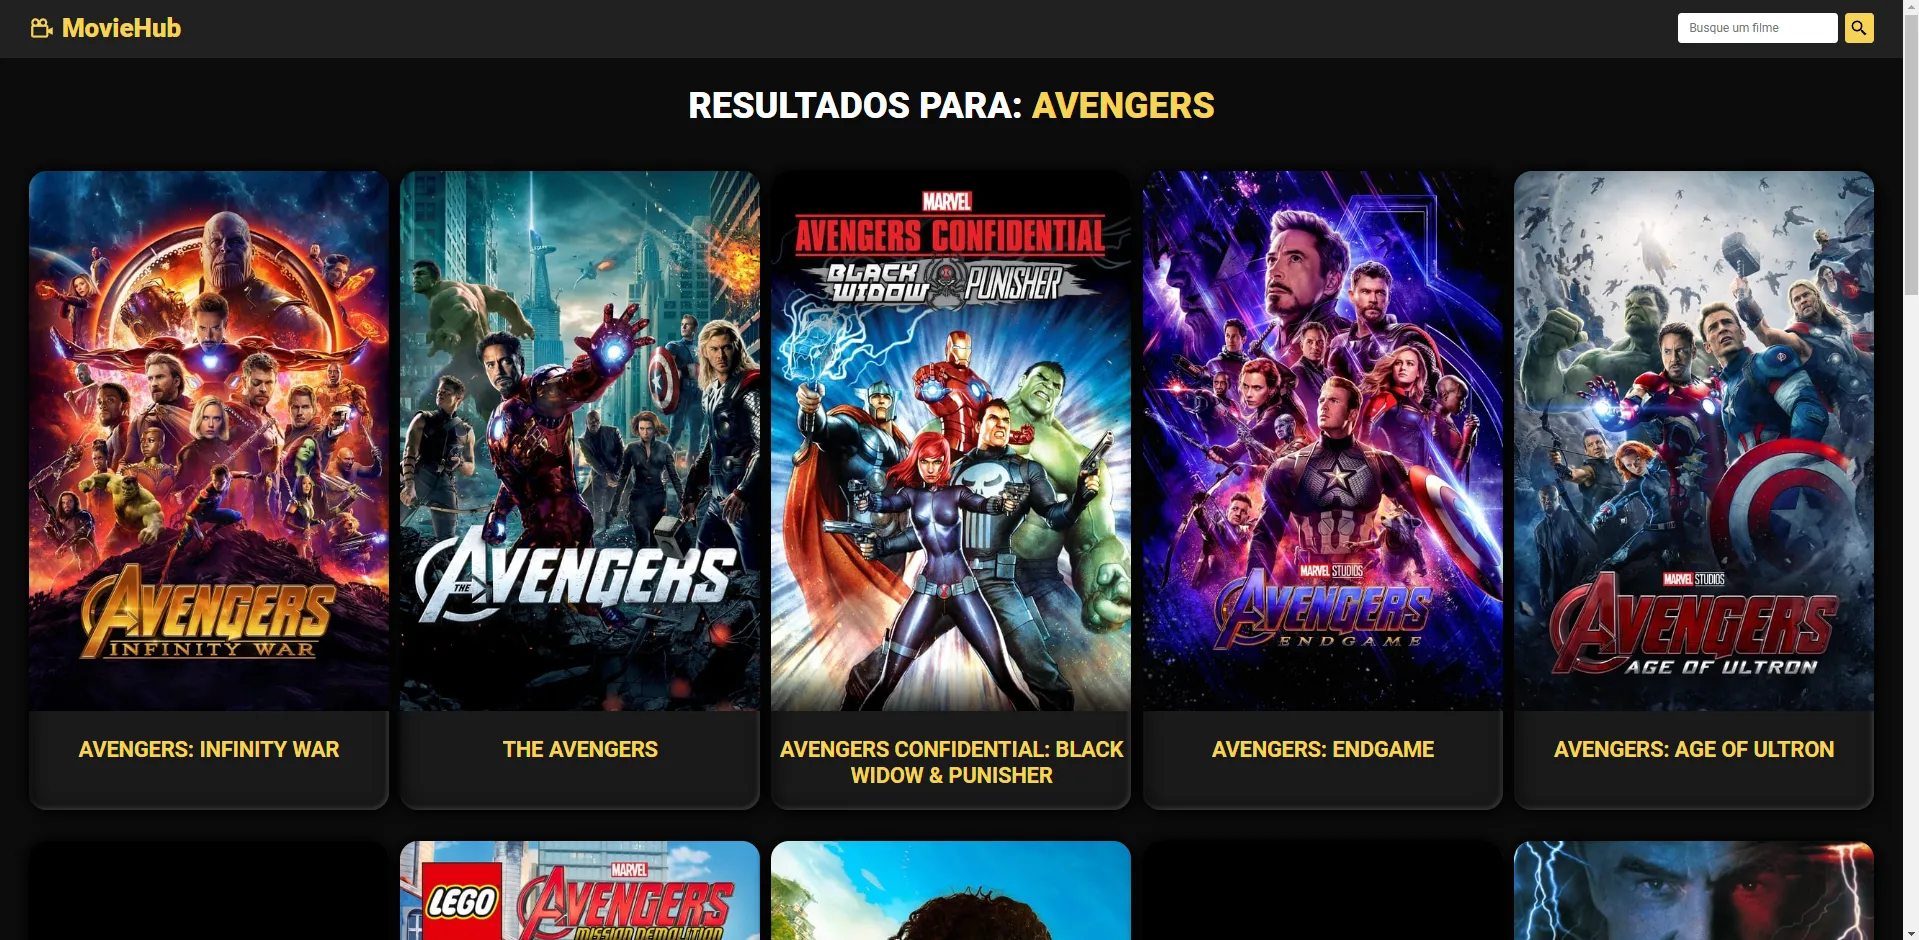 MovieHub
Busque um filme
RESULTADOS PARA: AVENGERS
AVENGERS
INFINITY WAR
THE AVENGERS
MARVEL
AVENGERS CONFIDENTIAL
BLACK WIDOW PUNISHER
MARVEL STUDIOS
AVENGERS
ENDGAME
MARVEL STUDIOS
AVENGERS
AGE OF ULTRON
AVENGERS: INFINITY WAR
THE AVENGERS
AVENGERS CONFIDENTIAL: BLACK
WIDOW & PUNISHER
AVENGERS: ENDGAME
AVENGERS: AGE OF ULTRON
LEGO
MARVEL
AVENGERS
MISSION DEMOLITION